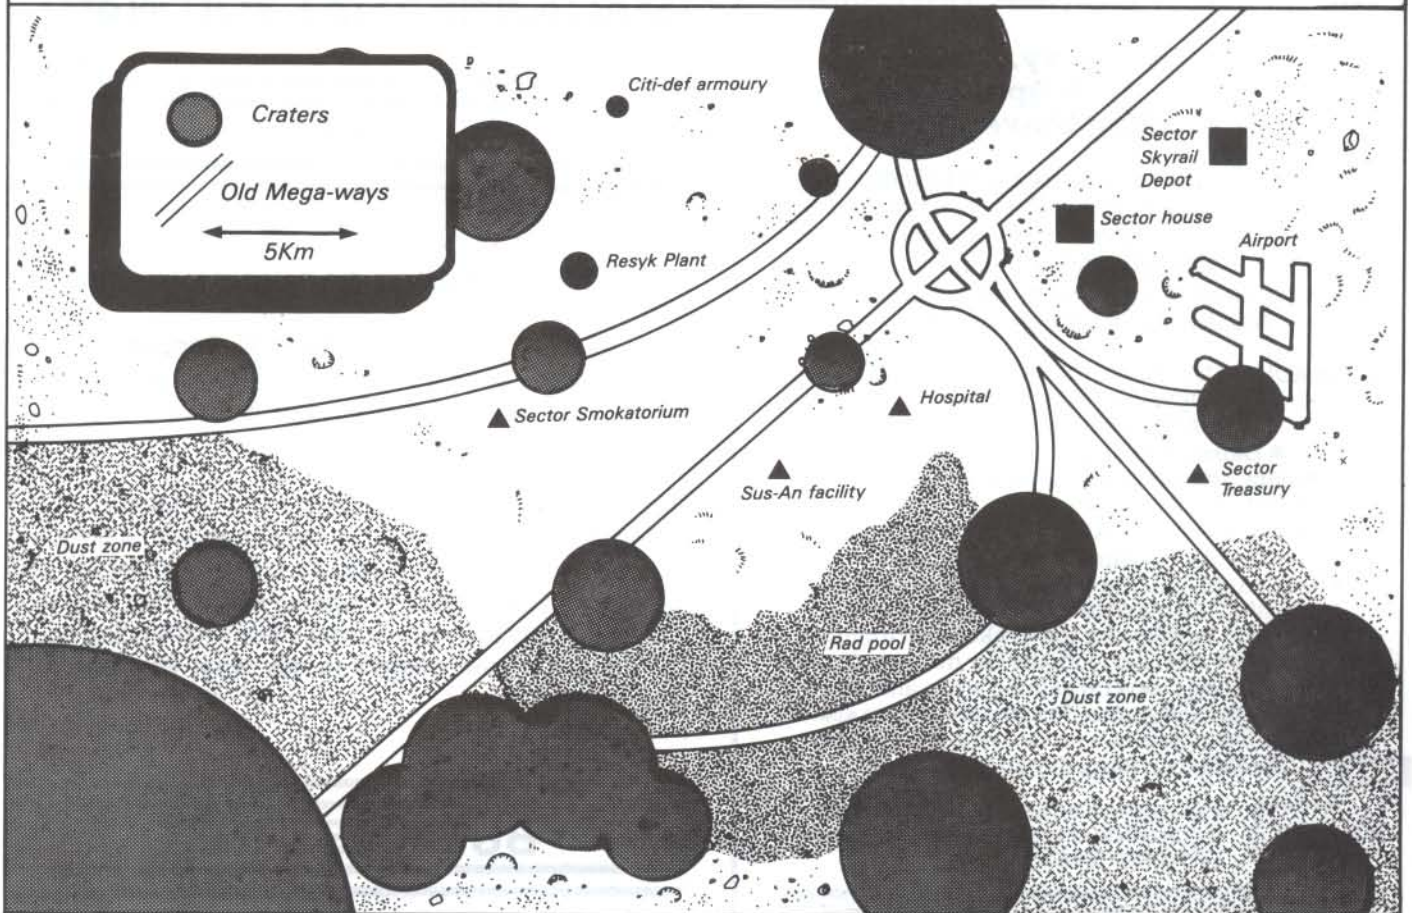 Craters
Old Mega-ways
5Km
Citi-def armoury
Resyk Plant
Sector
Skyrail
Depot
Sector house
Airport
Sector Smokatorium
Hospital
Sus-An facility
Sector
Treasury
Dust zone
Rad pool
Dust zone